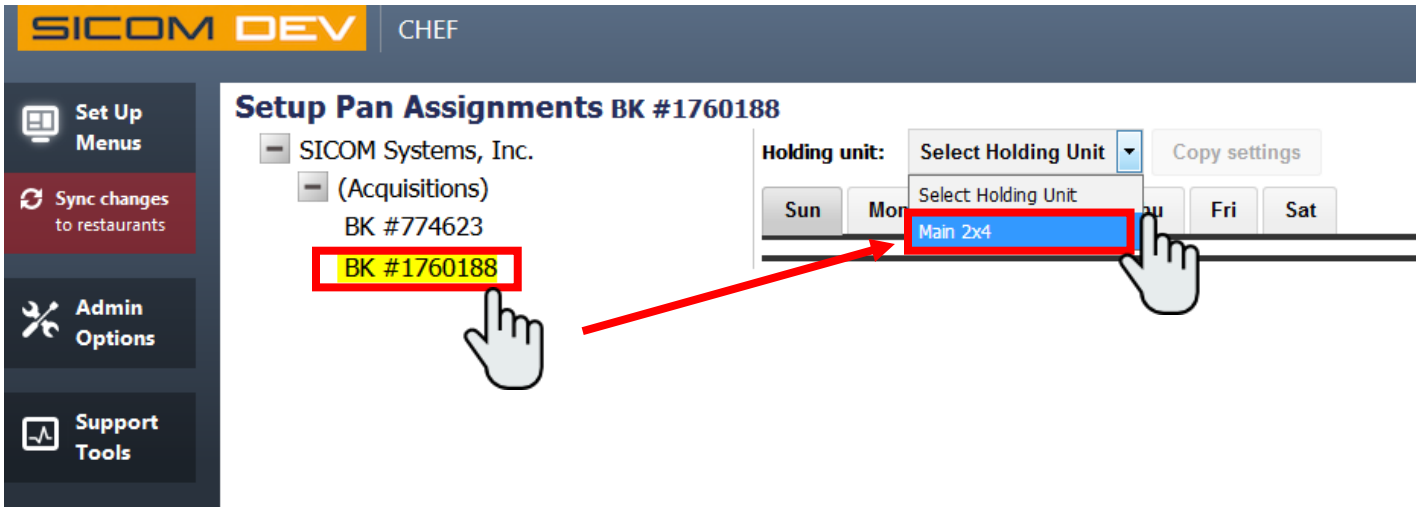 SICOM DEV CHEF
Set Up
Menus
Sync changes
to restaurants
Admin
Options
Support
Tools
Setup Pan Assignments BK #1760188
SICOM Systems, Inc.
(Acquisitions)
BK #774623
BK #1760188
Holding unit: Select Holding Unit Copy settings
Select Holding Unit
Main 2x4
Sun Mon Fri Sat